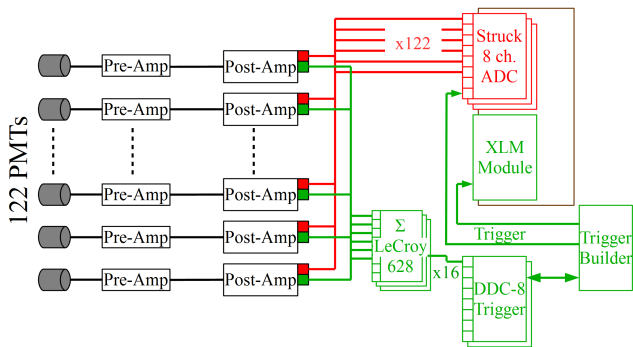 122 PMTs
Pre-Amp
Post-Amp
Pre-Amp
Post-Amp
Pre-Amp
Post-Amp
Pre-Amp
Post-Amp
Pre-Amp
Post-Amp
x122
Struck
8 ch.
ADC
XLM
Module
Σ
LeCroy
628
x16
Trigger
DDC-8
Trigger
Trigger
Builder